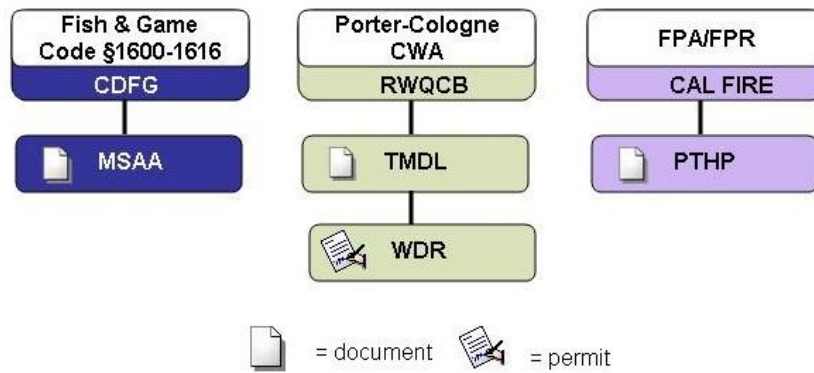 Fish & Game
Code §1600-1616
CDFG
MSAA
Porter-Cologne
CWA
RWQCB
TMDL
WDR
FPA/FPR
CAL FIRE
PTHP
= document
= permit